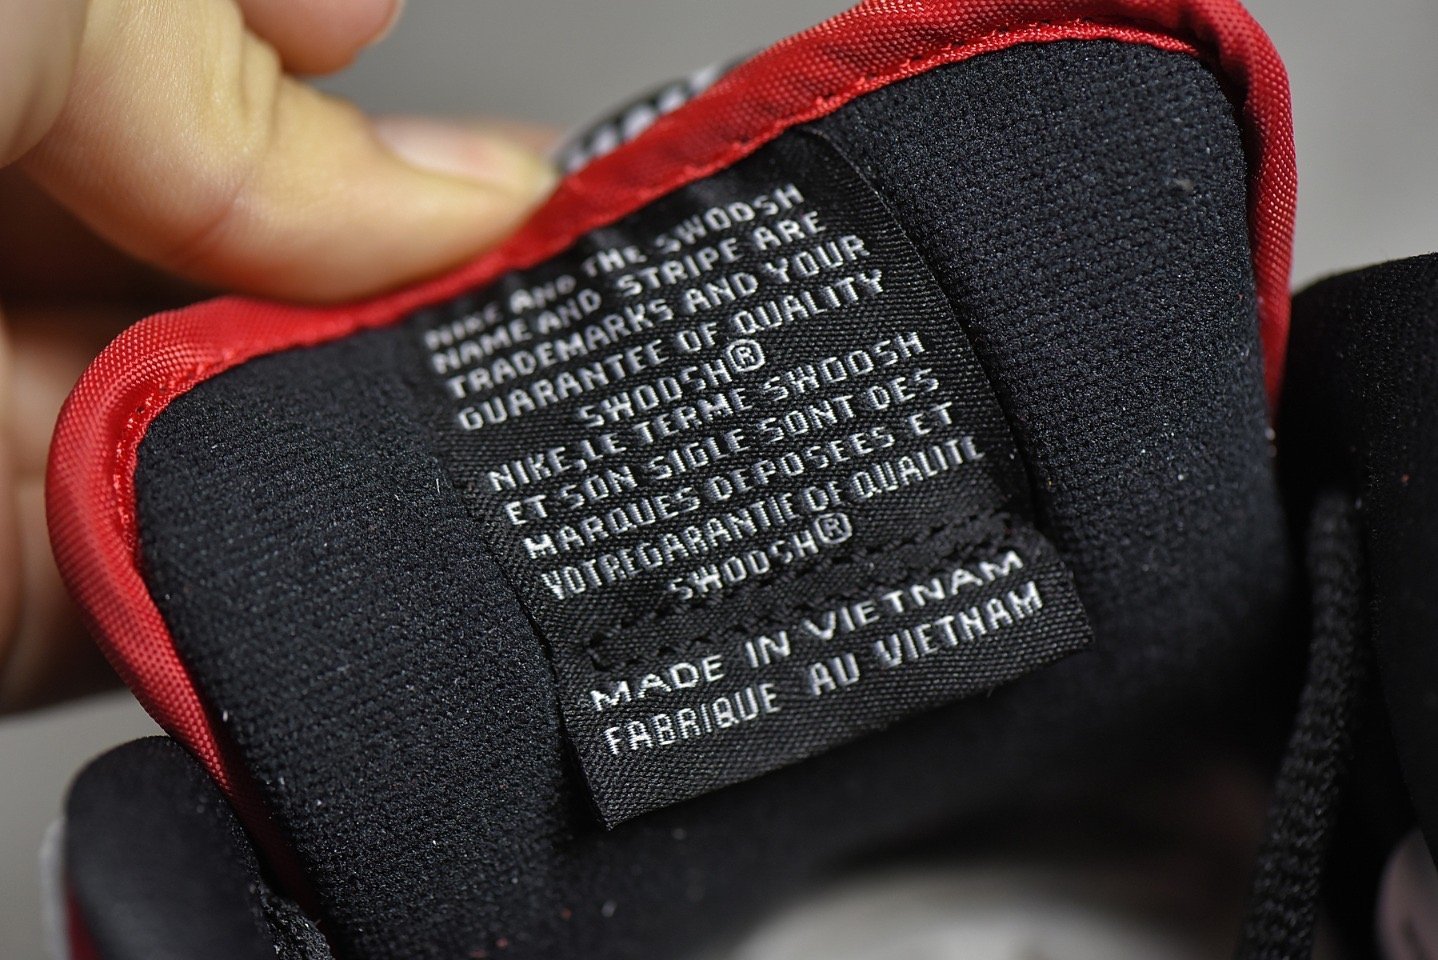 NIKE AND THE SWOOSH
NAME AND STRIPE ARE
TRADEMARKS AND YOUR
GUARANTEE OF QUALITY
SWOOSH®
NIKE,LE TERME SWOOSH
ET SON SIGLE SONT DES
MARQUES DEPOSEES ET
VOTREGARANTIE DE QUALITE
SWOOSH®
MADE IN VIETNAM
FABRIQUE AU VIETNAM